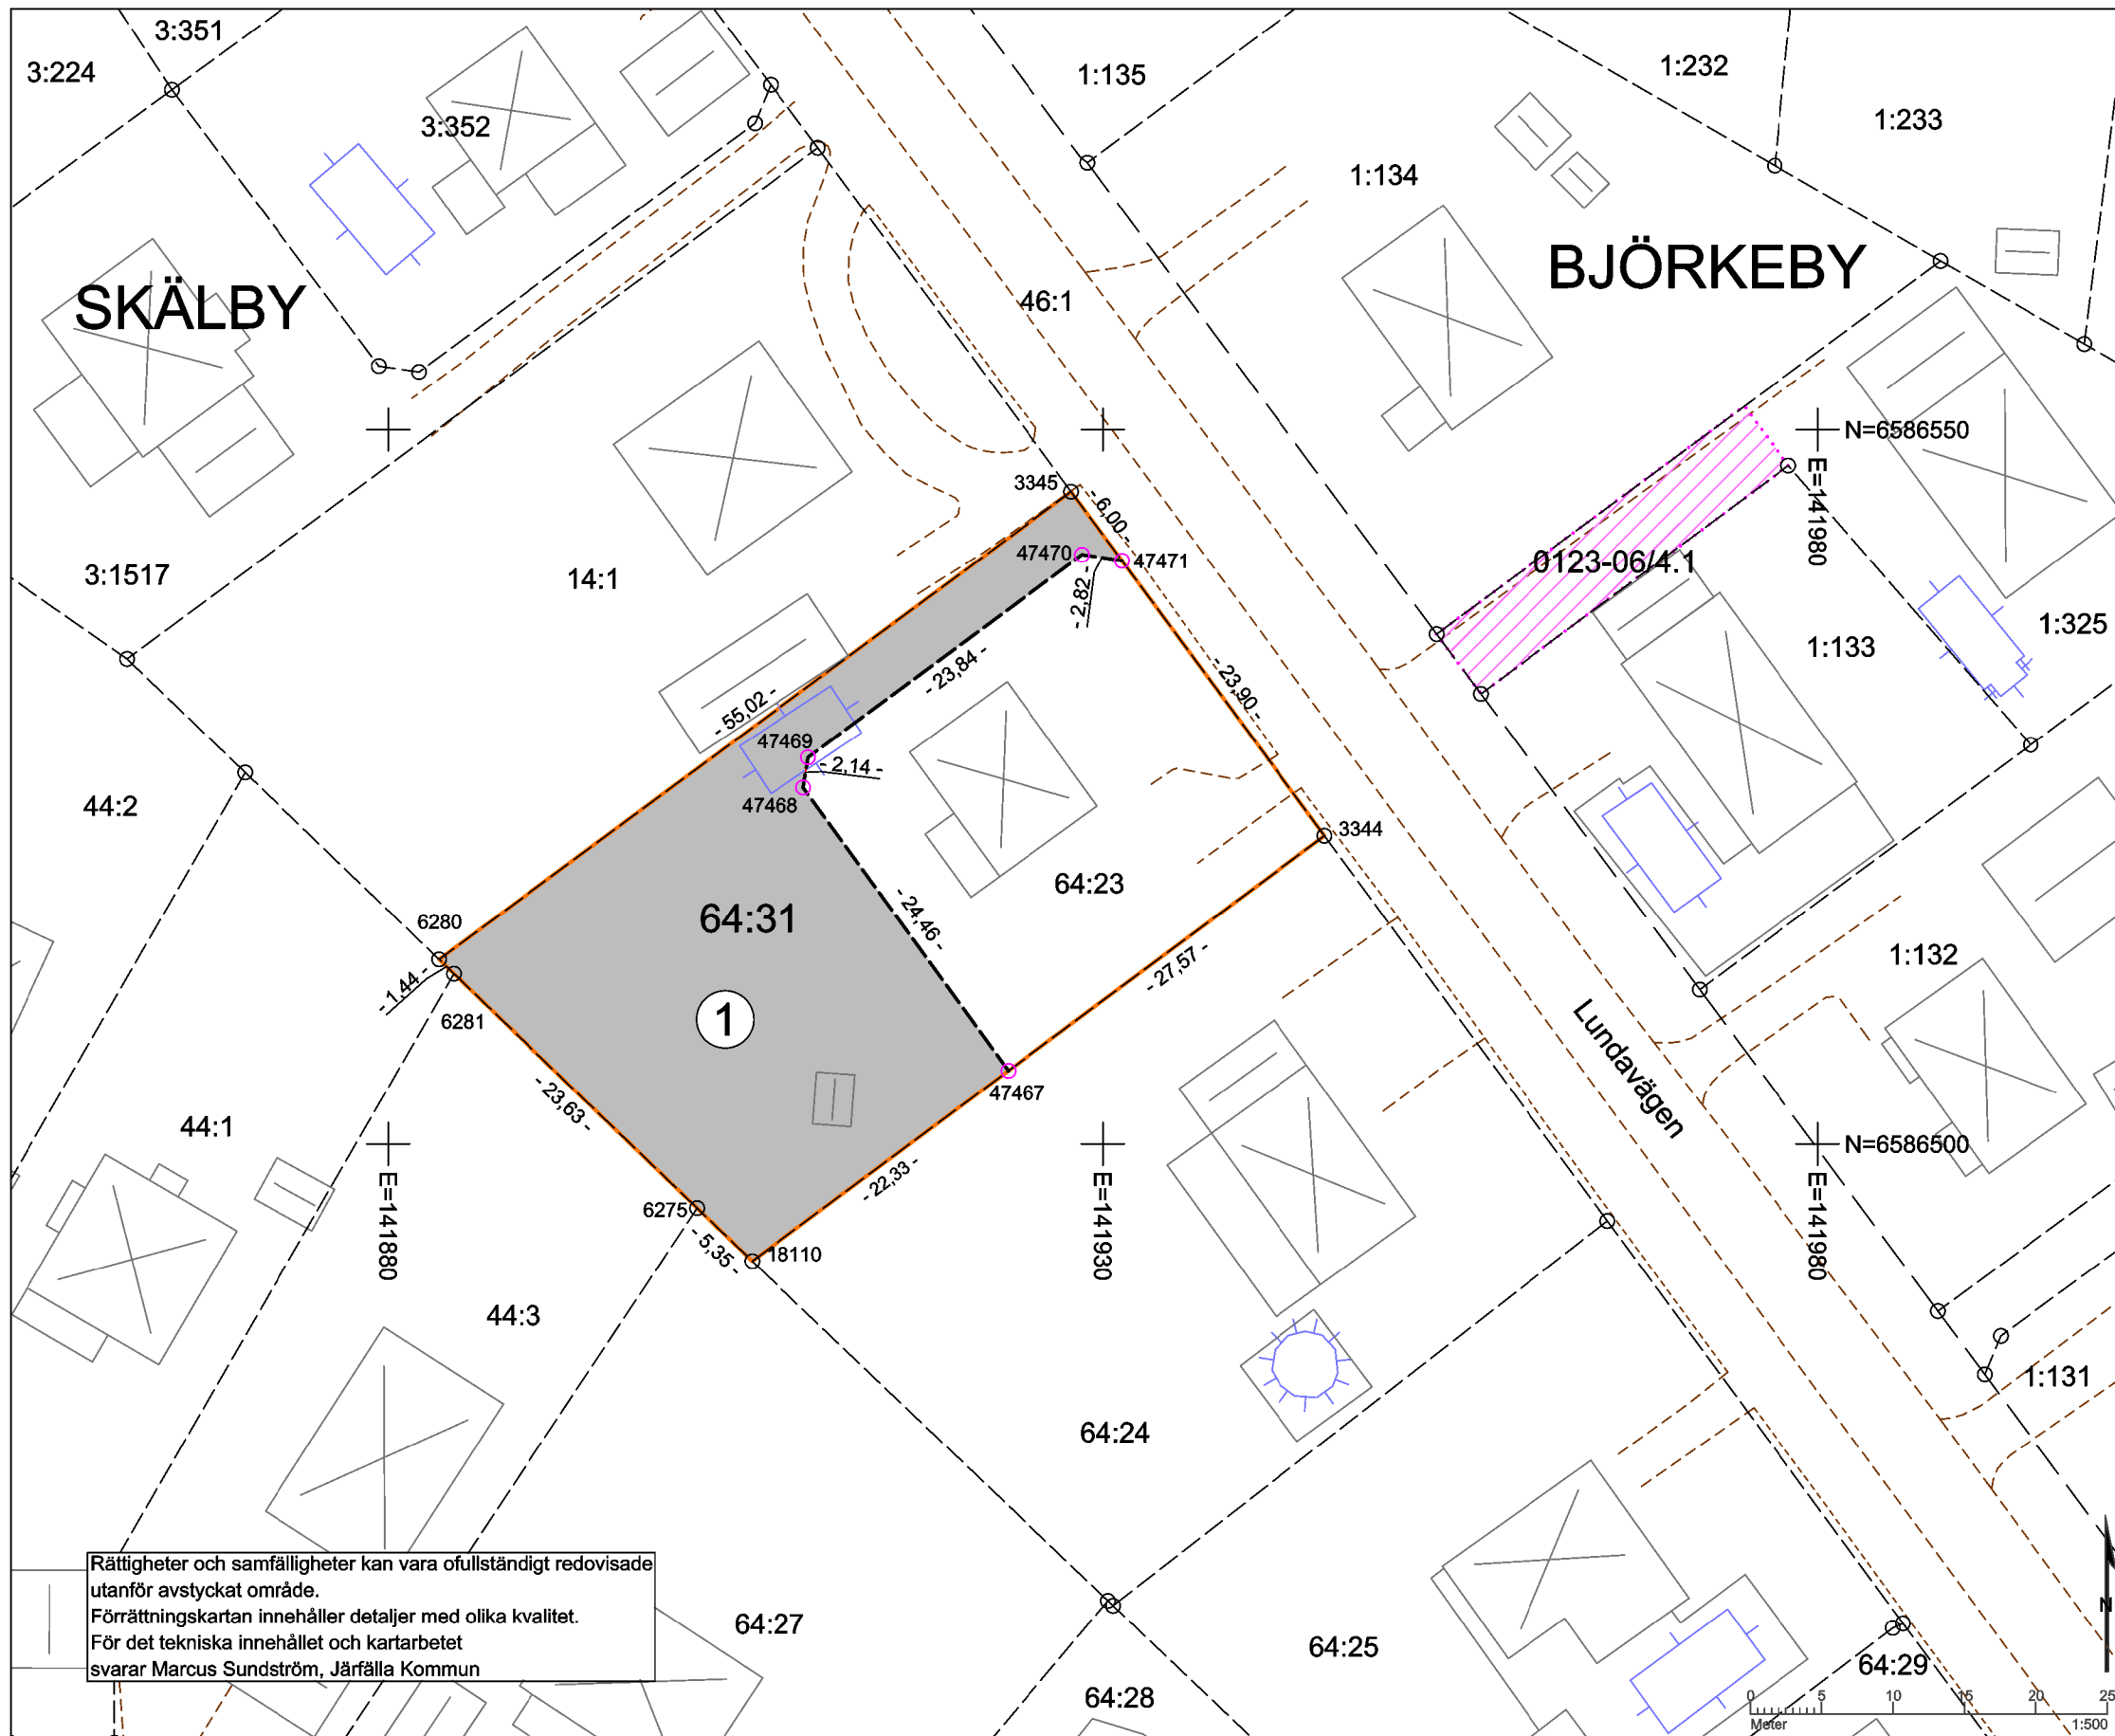 3:351
3:224
1:135
1:232
1:233
3:352
1:134
BJÖRKEBY
SKÄLBY
46:1
N=6586550
E=141980
3345
- 6,00 -
47470
47471
0123-06/4.1
3:1517
14:1
- 2,82 -
1:325
1:133
- 23,84 -
- 23,90 -
- 55,02 -
47469
- 2,14 -
47468
44:2
3344
64:23
64:31
- 24,46 -
6280
- 27,57 -
1:132
- 1,44 -
6281
1
Lundavägen
- 23,63 -
47467
44:1
N=6586500
E=141880
E=141930
E=141980
- 22,33 -
6275
- 5,35 -
18110
44:3
1:131
64:24
Rättigheter och samfälligheter kan vara ofullständigt redovisade
utanför avstyckat område.
Förrättningskartan innehåller detaljer med olika kvalitet.
För det tekniska innehållet och kartarbetet
svarar Marcus Sundström, Järfälla Kommun
64:27
64:25
64:28
64:29
N
0 5 10 15 20 25
Meter 1:500